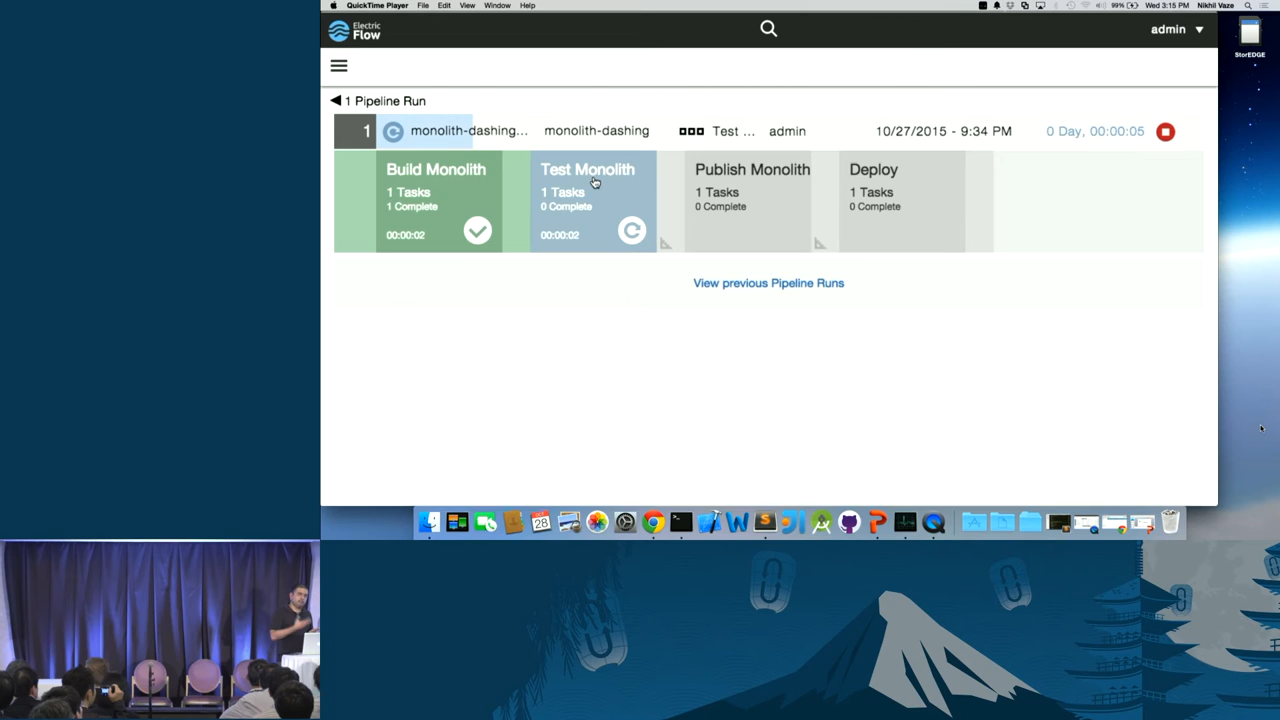 QuickTime Player File Edit View Window Help
99% Wed 3:15 PM Nikhil Vaze
Electric
Flow
admin
StorEDGE
1 Pipeline Run
1 monolith-dashing... monolith-dashing Test ... admin 10/27/2015 - 9:34 PM 0 Day, 00:00:05
Build Monolith
1 Tasks
1 Complete
00:00:02
Test Monolith
1 Tasks
0 Complete
00:00:02
Publish Monolith
1 Tasks
0 Complete
Deploy
1 Tasks
0 Complete
View previous Pipeline Runs
OCT
28
W
P